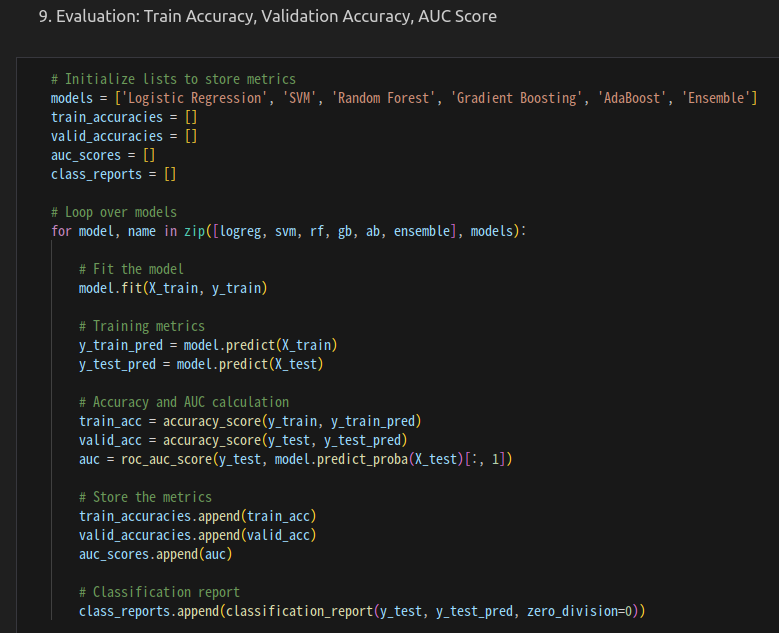 9. Evaluation: Train Accuracy, Validation Accuracy, AUC Score
# Initialize lists to store metrics
models = ['Logistic Regression', 'SVM', 'Random Forest', 'Gradient Boosting', 'AdaBoost', 'Ensemble']
train_accuracies = []
valid_accuracies = []
auc_scores = []
class_reports = []
# Loop over models
for model, name in zip([logreg, svm, rf, gb, ab, ensemble], models):
# Fit the model
model.fit(X_train, y_train)
# Training metrics
y_train_pred = model.predict(X_train)
y_test_pred = model.predict(X_test)
# Accuracy and AUC calculation
train_acc = accuracy_score(y_train, y_train_pred)
valid_acc = accuracy_score(y_test, y_test_pred)
auc = roc_auc_score(y_test, model.predict_proba(X_test)[:, 1])
# Store the metrics
train_accuracies.append(train_acc)
valid_accuracies.append(valid_acc)
auc_scores.append(auc)
# Classification report
class_reports.append(classification_report(y_test, y_test_pred, zero_division=0))